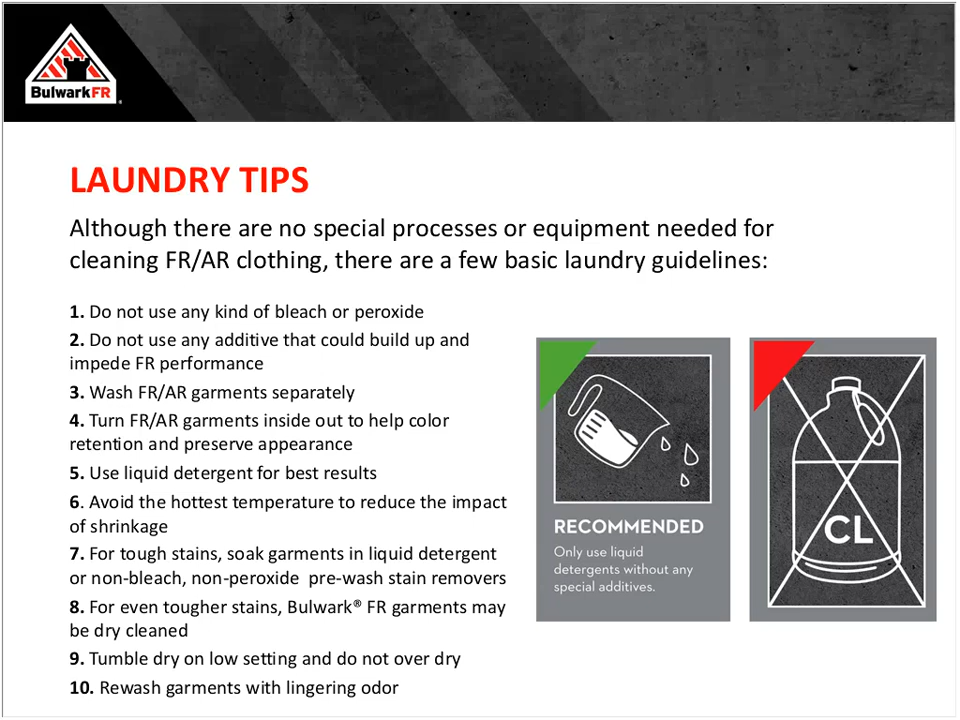 BulwarkFR®
LAUNDRY TIPS
Although there are no special processes or equipment needed for
cleaning FR/AR clothing, there are a few basic laundry guidelines:
1. Do not use any kind of bleach or peroxide
2. Do not use any additive that could build up and
impede FR performance
3. Wash FR/AR garments separately
4. Turn FR/AR garments inside out to help color
retention and preserve appearance
5. Use liquid detergent for best results
6. Avoid the hottest temperature to reduce the impact
of shrinkage
7. For tough stains, soak garments in liquid detergent
or non-bleach, non-peroxide  pre-wash stain removers
8. For even tougher stains, Bulwark® FR garments may
be dry cleaned
9. Tumble dry on low setting and do not over dry
10. Rewash garments with lingering odor
RECOMMENDED
Only use liquid
detergents without any
special additives.
CL